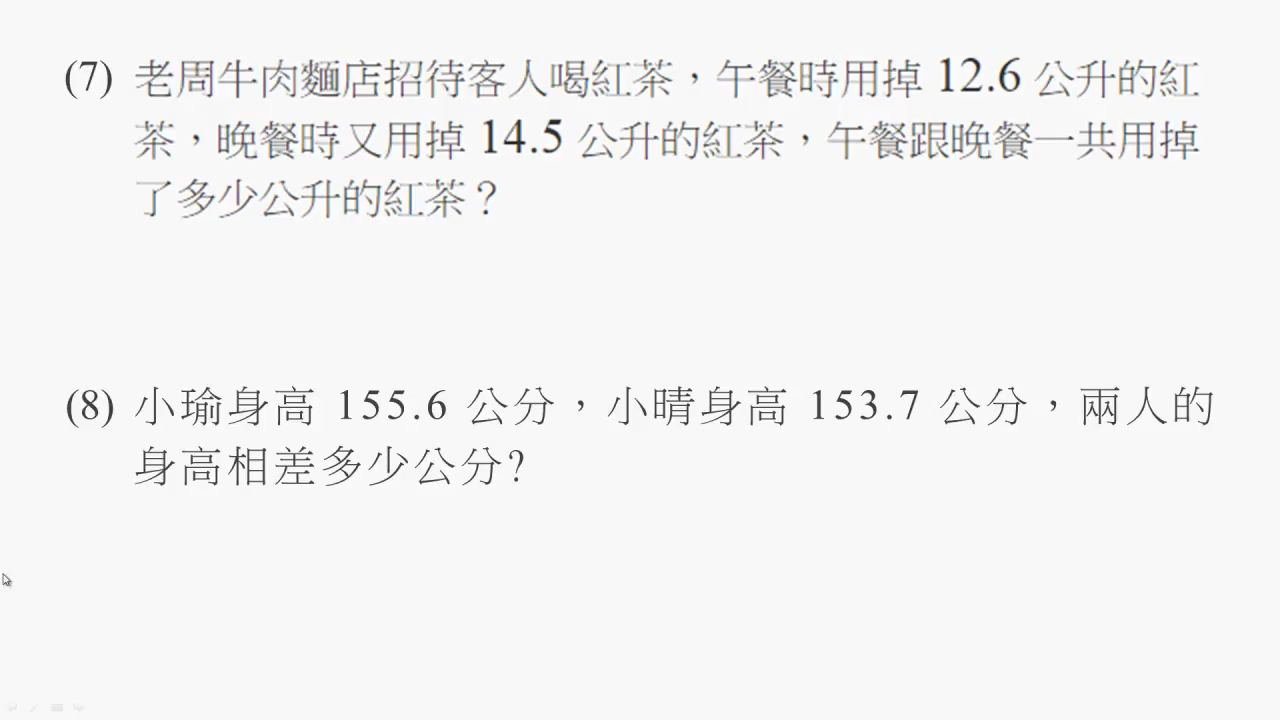 (7) 老周牛肉麵店招待客人喝紅茶，午餐時用掉 12.6 公升的紅
茶，晚餐時又用掉 14.5 公升的紅茶，午餐跟晚餐一共用掉
了多少公升的紅茶？
(8) 小瑜身高 155.6 公分，小晴身高 153.7 公分，兩人的
身高相差多少公分?